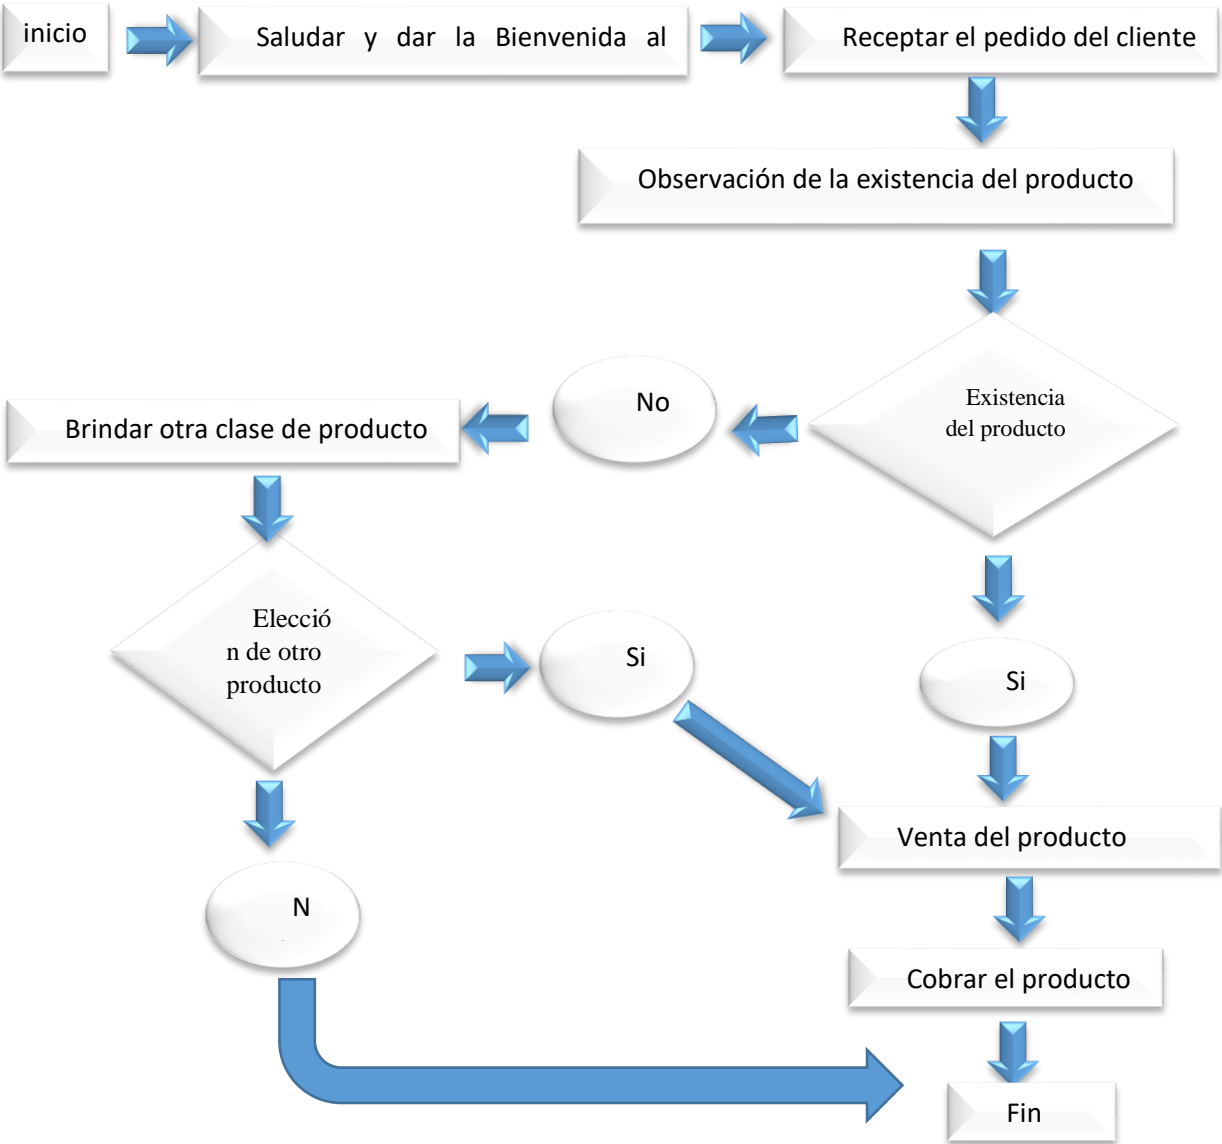 inicio
Saludar y dar la Bienvenida al
Receptar el pedido del cliente
Observación de la existencia del producto
Existencia
del producto
No
Brindar otra clase de producto
Elecció
n de otro
producto
Si
Si
Venta del producto
N
Cobrar el producto
Fin